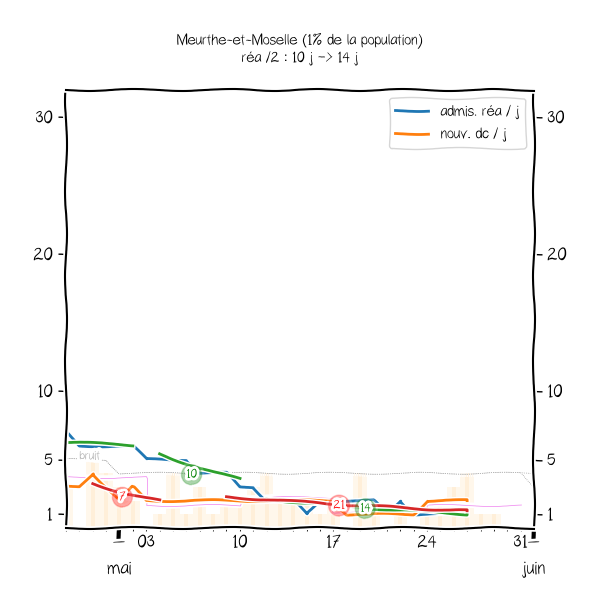 Meurthe-et-Moselle (1% de la population)
réa /2 : 10 j -> 14 j
admis. réa / j
nouv. dc / j
30
30
20
20
10
10
5
5
1
1
bruit
10
7
21
14
03
10
17
24
31
mai
juin